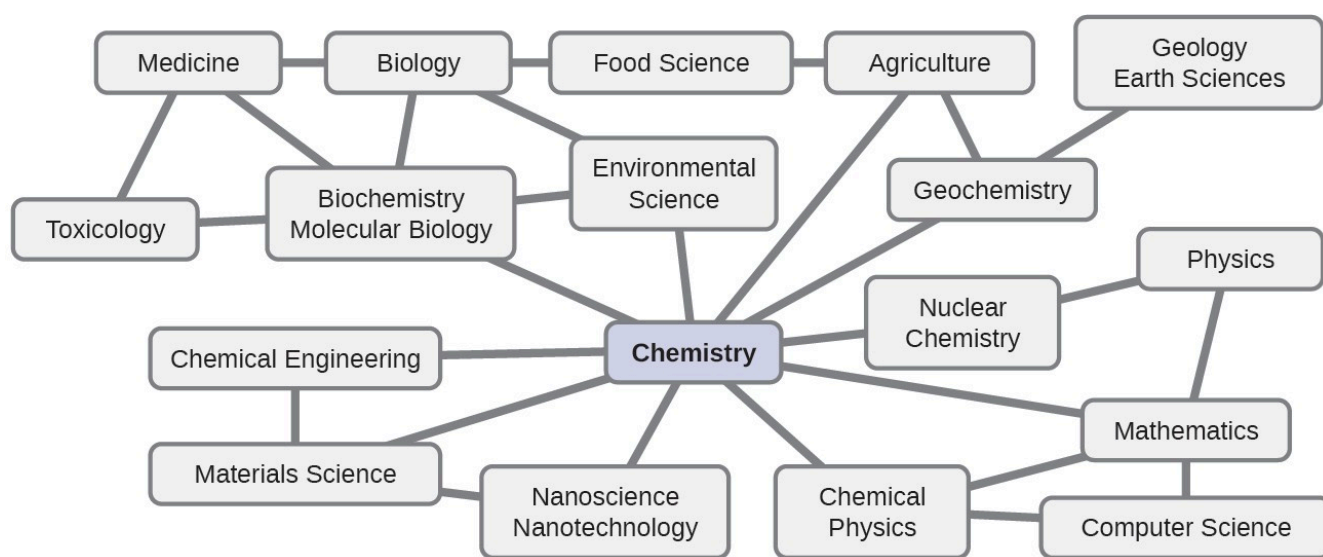 Medicine
Biology
Food Science
Agriculture
Geology
Earth Sciences
Toxicology
Biochemistry
Molecular Biology
Environmental
Science
Geochemistry
Physics
Nuclear
Chemistry
Chemistry
Chemical Engineering
Mathematics
Materials Science
Nanoscience
Nanotechnology
Chemical
Physics
Computer Science